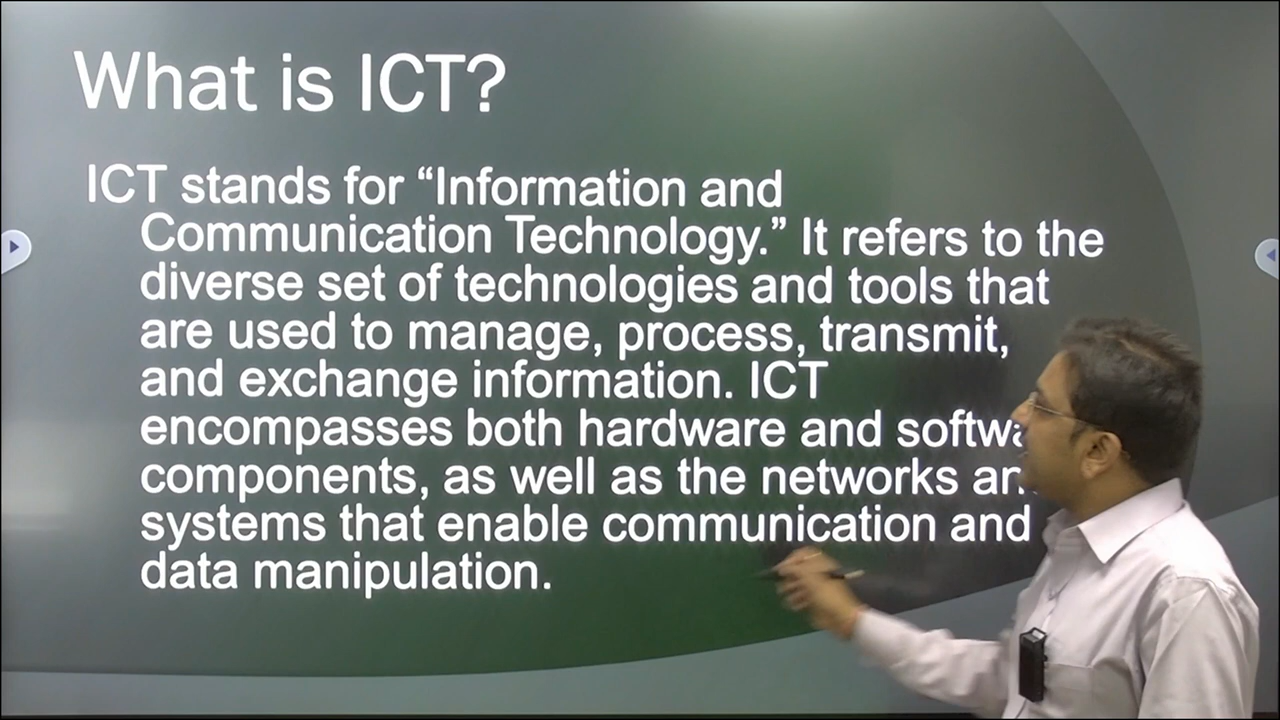 What is ICT?
ICT stands for “Information and
Communication Technology.” It refers to the
diverse set of technologies and tools that
are used to manage, process, transmit,
and exchange information. ICT
encompasses both hardware and
components, as well as the networks
systems that enable communication and
data manipulation.